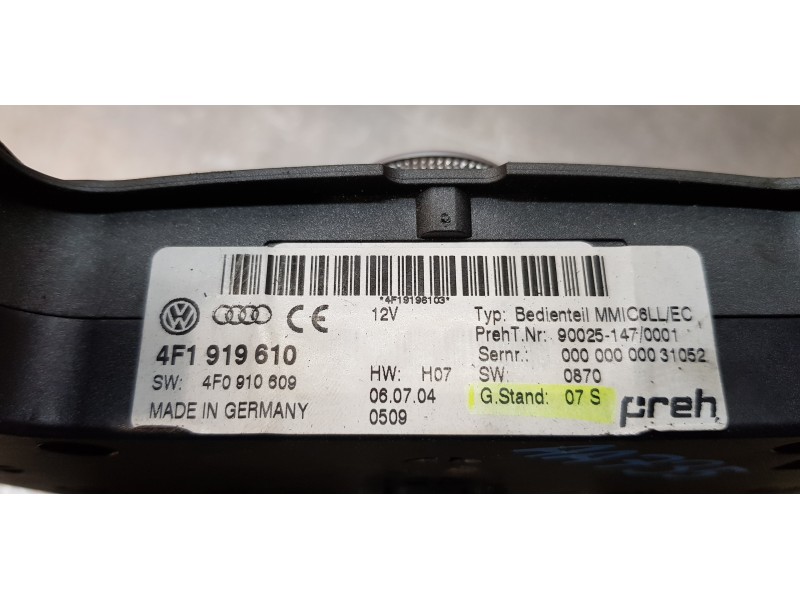 *4F19196103*
12V
Typ: Bedienteil MMIC6LL/EC
PrehT.Nr: 90025-147/0001
4F1 919 610
Sernr.: 000 000 000 31052
SW: 4F0 910 609
HW: H07
SW: 0870
MADE IN GERMANY
06.07.04
G.Stand: 07 S
0509
preh